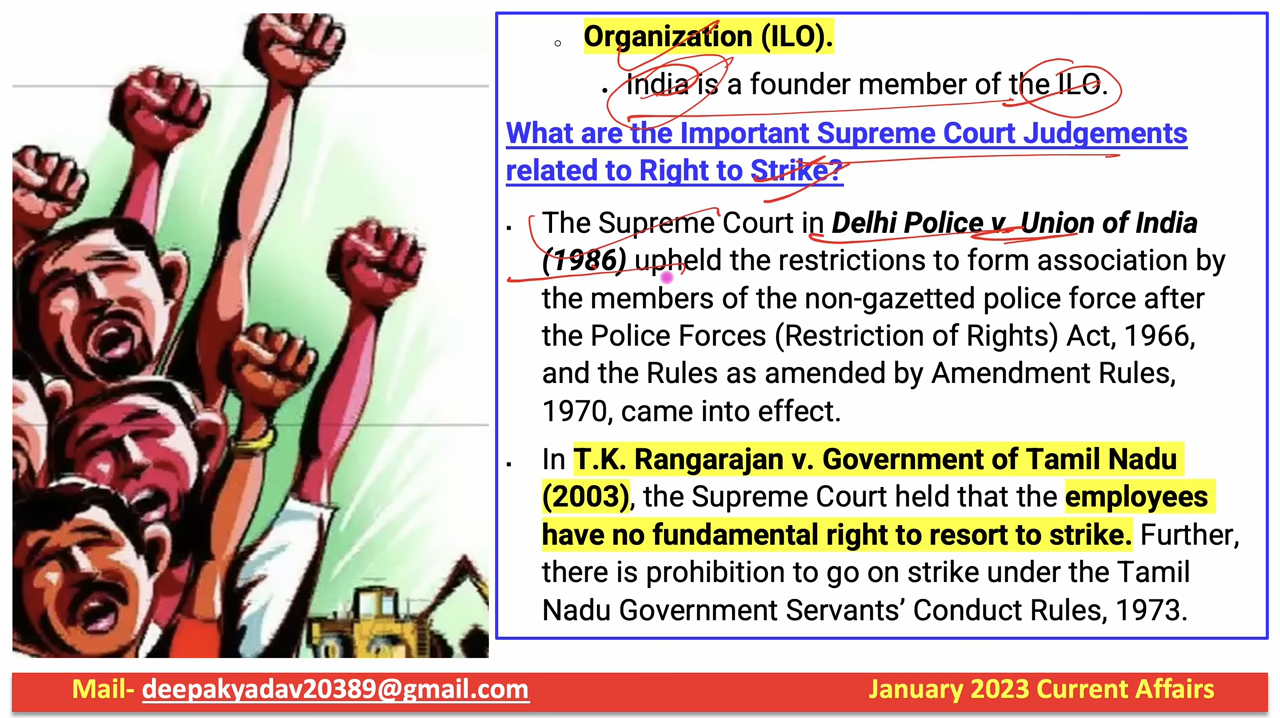 ◦ Organization (ILO).
▪ India is a founder member of the ILO.
What are the Important Supreme Court Judgements
related to Right to Strike?
▪ The Supreme Court in Delhi Police v. Union of India
(1986) upheld the restrictions to form association by
the members of the non-gazetted police force after
the Police Forces (Restriction of Rights) Act, 1966,
and the Rules as amended by Amendment Rules,
1970, came into effect.
▪ In T.K. Rangarajan v. Government of Tamil Nadu
(2003), the Supreme Court held that the employees
have no fundamental right to resort to strike. Further,
there is prohibition to go on strike under the Tamil
Nadu Government Servants’ Conduct Rules, 1973.
Mail- deepakyadav20389@gmail.com
January 2023 Current Affairs